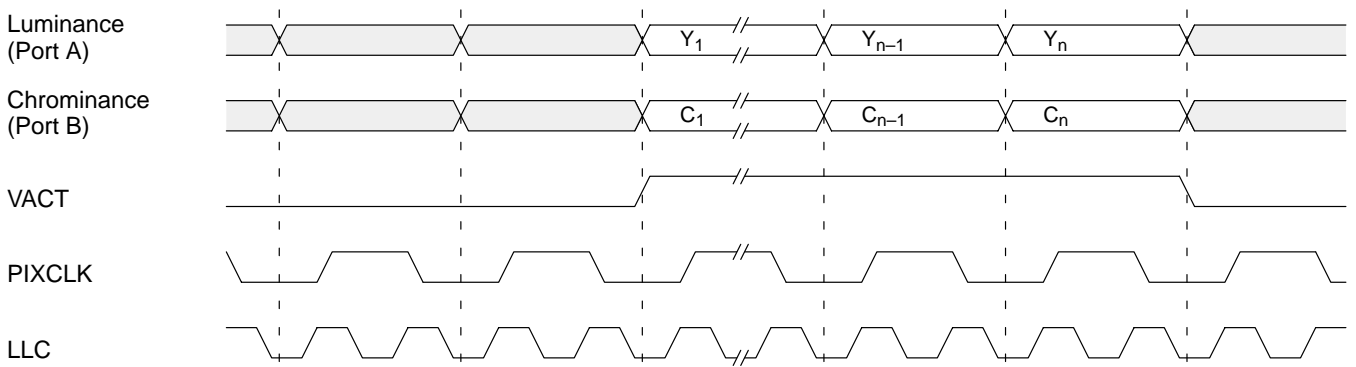 Luminance
(Port A)
Y1 Yn–1 Yn
Chrominance
(Port B)
C1 Cn–1 Cn
VACT
PIXCLK
LLC